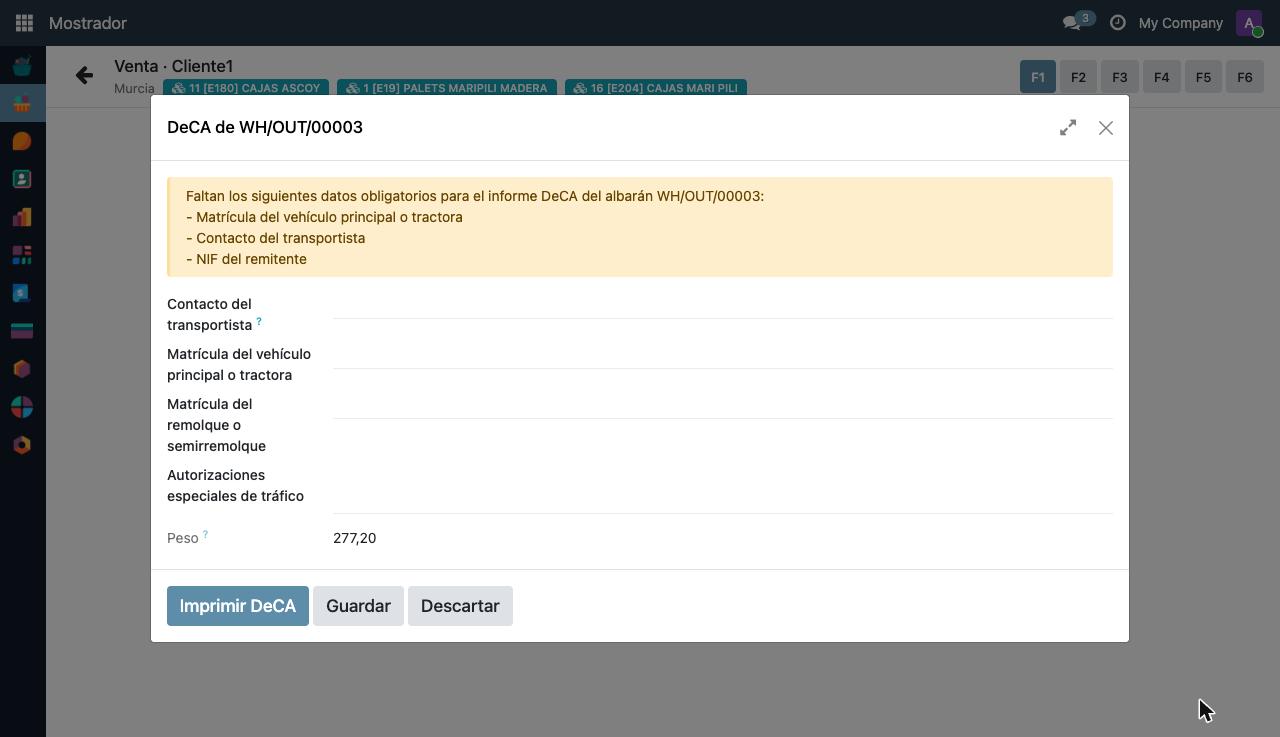 Mostrador
3
My Company
A
Venta · Cliente1
Murcia
11 [E180] CAJAS ASCOY
1 [E19] PALETS MARIPILI MADERA
16 [E204] CAJAS MARI PILI
F1
F2
F3
F4
F5
F6
DeCA de WH/OUT/00003
Faltan los siguientes datos obligatorios para el informe DeCA del albarán WH/OUT/00003:
- Matrícula del vehículo principal o tractora
- Contacto del transportista
- NIF del remitente
Contacto del
transportista ?
Matrícula del vehículo
principal o tractora
Matrícula del
remolque o
semirremolque
Autorizaciones
especiales de tráfico
Peso ?
277,20
Imprimir DeCA
Guardar
Descartar